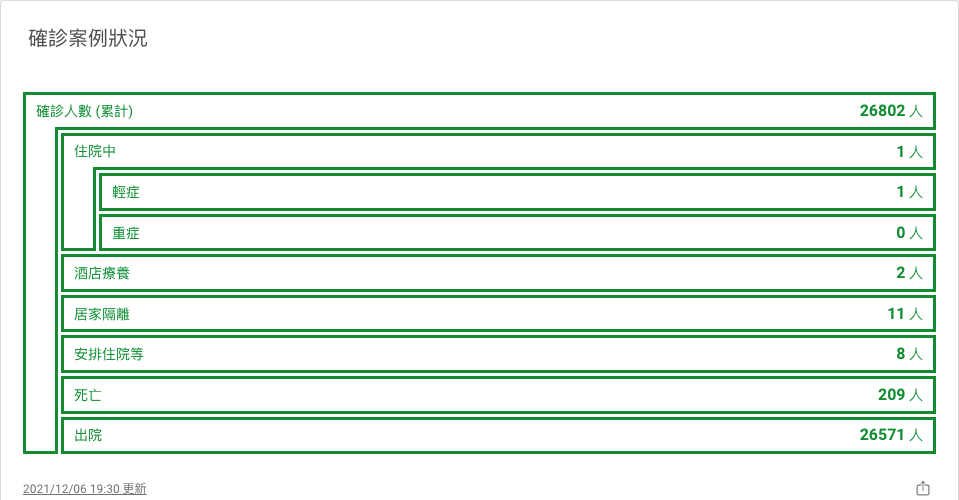 確診案例狀況
確診人數 (累計) 26802 人
住院中 1 人
輕症 1 人
重症 0 人
酒店療養 2 人
居家隔離 11 人
安排住院等 8 人
死亡 209 人
出院 26571 人
2021/12/06 19:30 更新